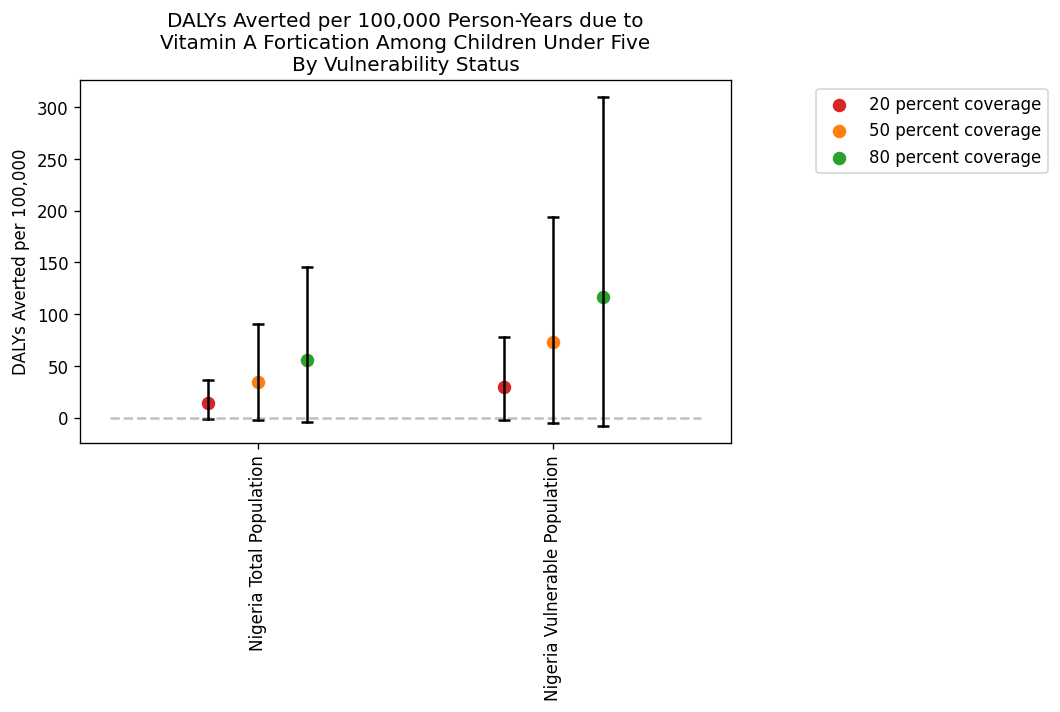 DALYs Averted per 100,000 Person-Years due to
Vitamin A Fortication Among Children Under Five
By Vulnerability Status
20 percent coverage
50 percent coverage
80 percent coverage
DALYs Averted per 100,000
300
250
200
150
100
50
0
Nigeria Total Population
Nigeria Vulnerable Population